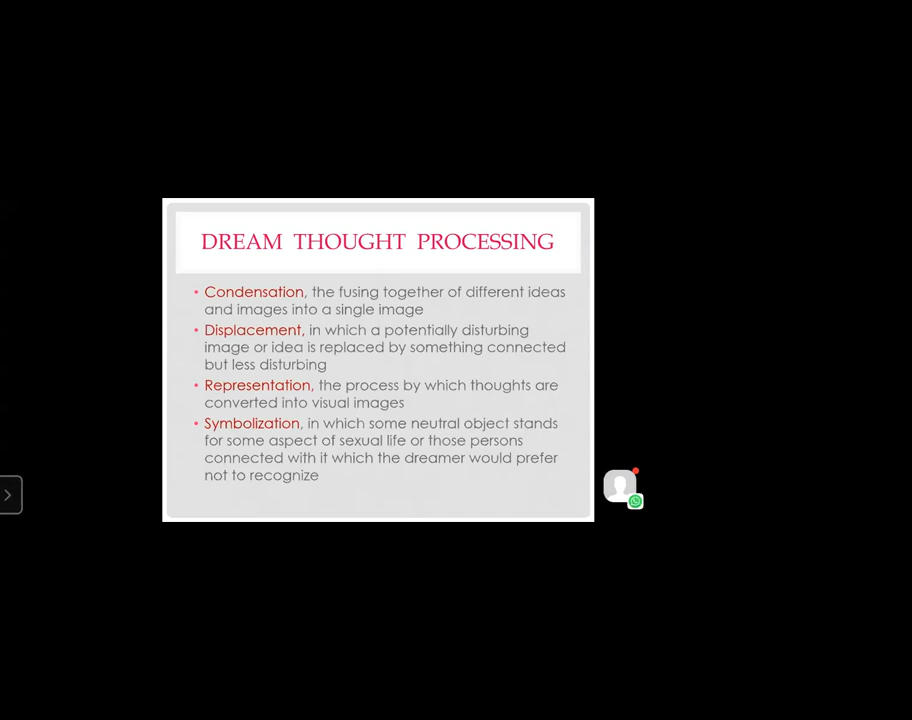 DREAM THOUGHT PROCESSING
• Condensation, the fusing together of different ideas
and images into a single image
• Displacement, in which a potentially disturbing
image or idea is replaced by something connected
but less disturbing
• Representation, the process by which thoughts are
converted into visual images
• Symbolization, in which some neutral object stands
for some aspect of sexual life or those persons
connected with it which the dreamer would prefer
not to recognize